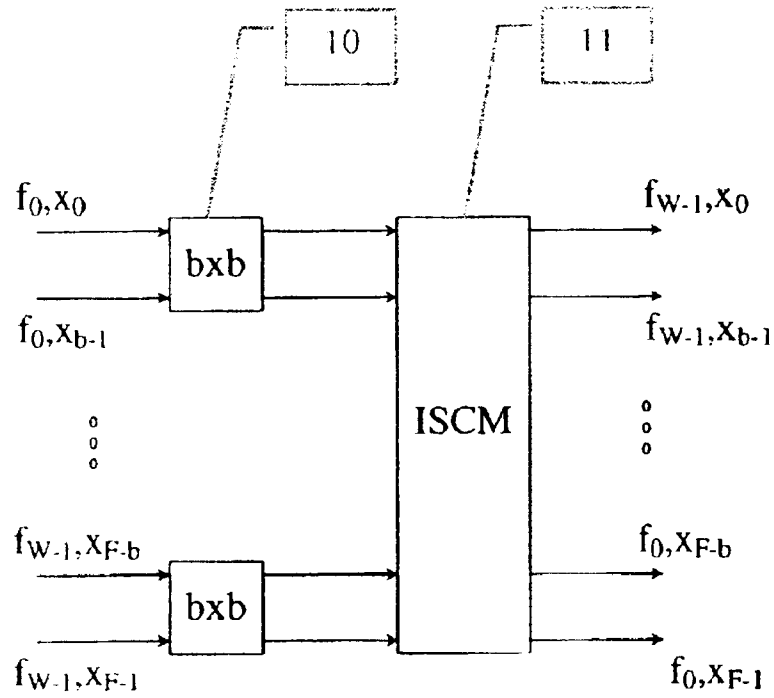 10 11
f0,x0 fW-1,x0
bxb
f0,xb-1 fW-1,xb-1
ISCM
fW-1,xF-b f0,xF-b
bxb
fW-1,xF-1 f0,xF-1